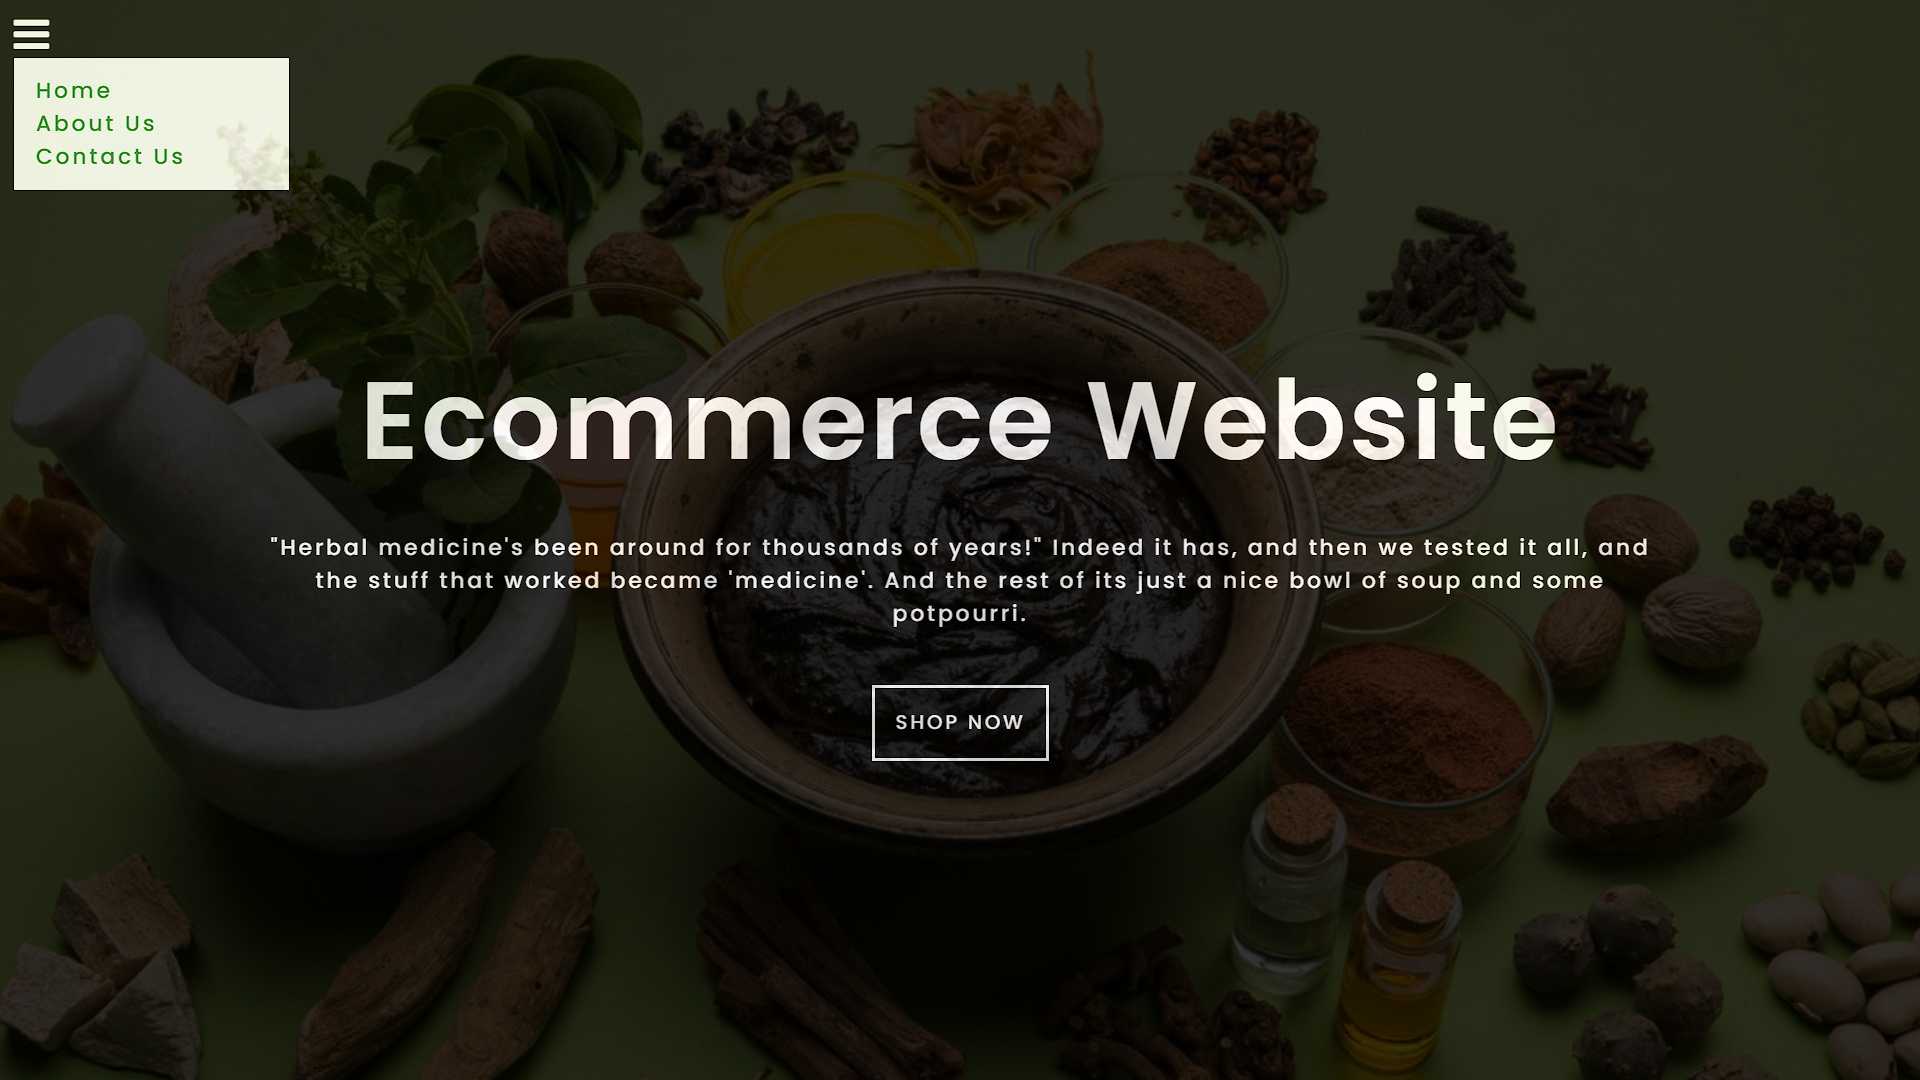 Home
About Us
Contact Us
Ecommerce Website
"Herbal medicine's been around for thousands of years!" Indeed it has, and then we tested it all, and
the stuff that worked became 'medicine'. And the rest of its just a nice bowl of soup and some
potpourri.
SHOP NOW